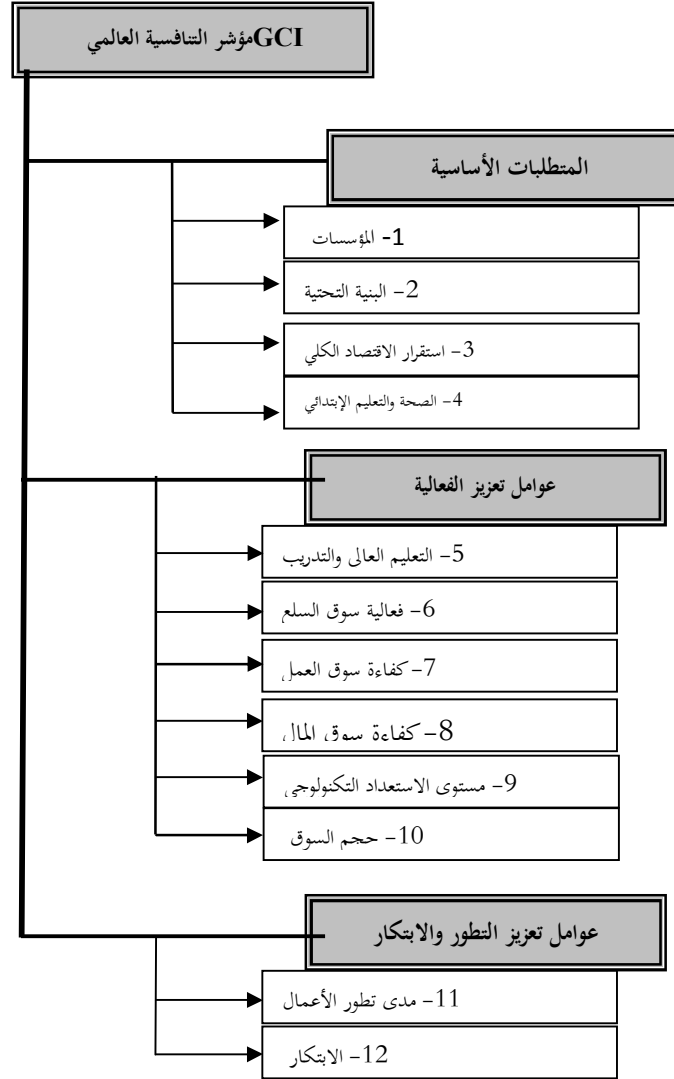 مؤشر التنافسية العالمي GCI
المتطلبات الأساسية
1- المؤسسات
2- البنية التحتية
3- استقرار الاقتصاد الكلي
4- الصحة والتعليم الإبتدائي
عوامل تعزيز الفعالية
5- التعليم العالى والتدريب
6- فعالية سوق السلع
7- كفاءة سوق العمل
8- كفاءة سوق المال
9- مستوى الاستعداد التكنولوجي
10- حجم السوق
عوامل تعزيز التطور والابتكار
11- مدى تطور الأعمال
12- الابتكار